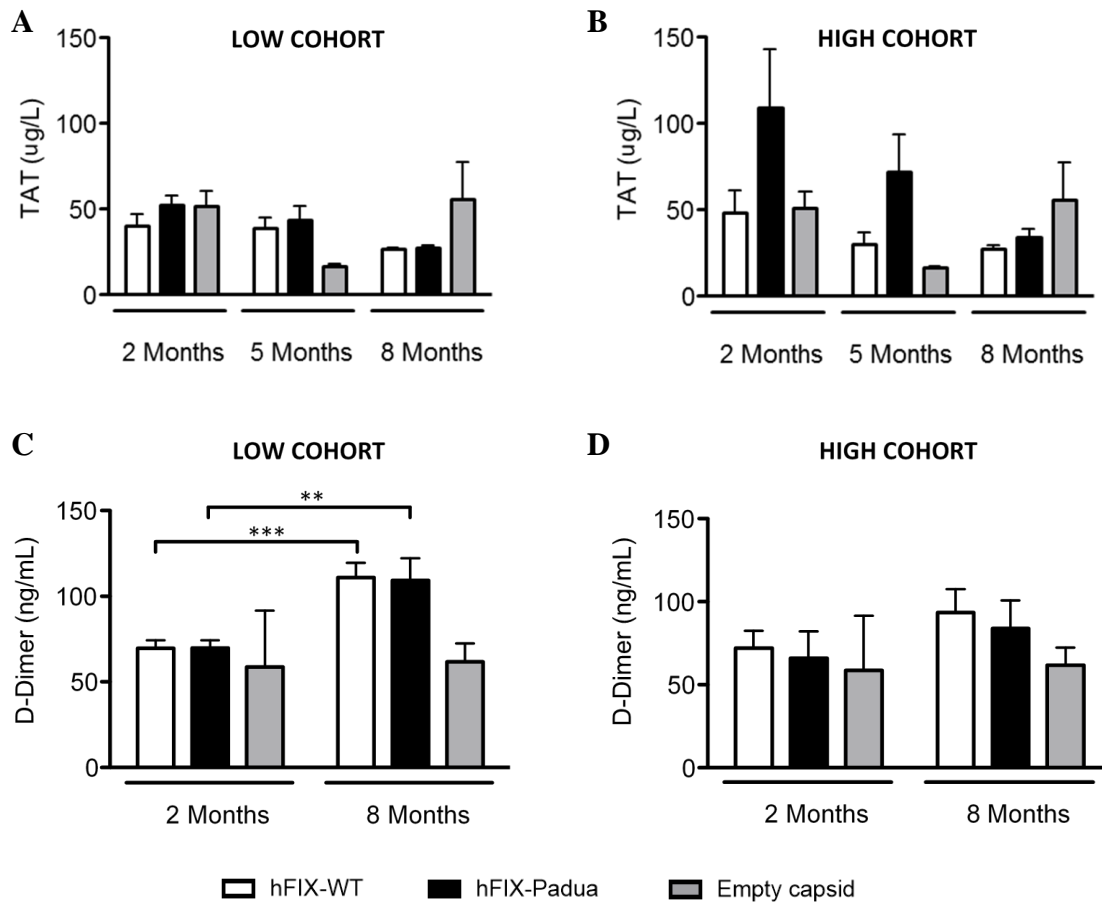 A
LOW COHORT
TAT (ug/L)
150
100
50
0
2 Months 5 Months 8 Months
B
HIGH COHORT
TAT (ug/L)
150
100
50
0
2 Months 5 Months 8 Months
C
LOW COHORT
D-Dimer (ng/mL)
150
100
50
0
**
***
2 Months 8 Months
D
HIGH COHORT
D-Dimer (ng/mL)
150
100
50
0
2 Months 8 Months
hFIX-WT hFIX-Padua Empty capsid